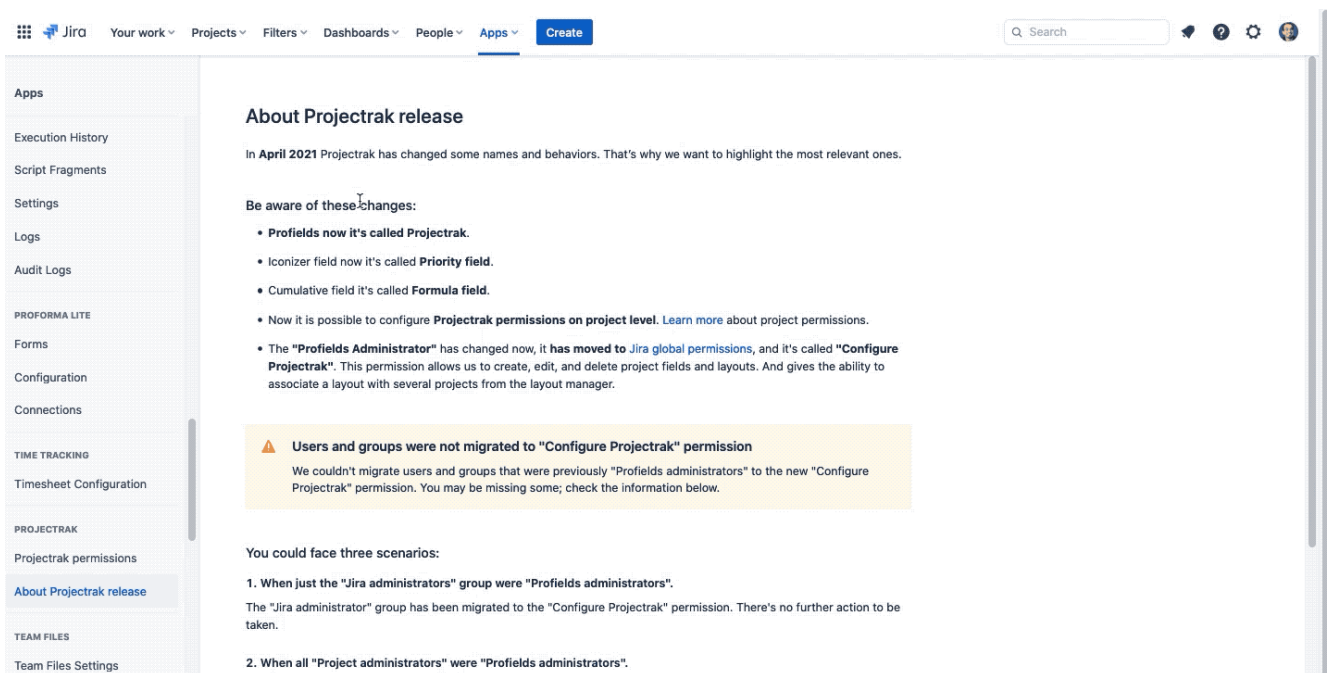 Jira Your work Projects Filters Dashboards People Apps Create Search
Apps
Execution History
Script Fragments
Settings
Logs
Audit Logs
PROFORMA LITE
Forms
Configuration
Connections
TIME TRACKING
Timesheet Configuration
PROJECTRAK
Projectrak permissions
About Projectrak release
TEAM FILES
Team Files Settings
About Projectrak release
In April 2021 Projectrak has changed some names and behaviors. That's why we want to highlight the most relevant ones.
Be aware of these changes:
• Profields now it's called Projectrak.
• Iconizer field now it's called Priority field.
• Cumulative field it's called Formula field.
• Now it is possible to configure Projectrak permissions on project level. Learn more about project permissions.
• The "Profields Administrator" has changed now, it has moved to Jira global permissions, and it's called "Configure
Projectrak". This permission allows us to create, edit, and delete project fields and layouts. And gives the ability to
associate a layout with several projects from the layout manager.
Users and groups were not migrated to "Configure Projectrak" permission
We couldn't migrate users and groups that were previously "Profields administrators" to the new "Configure
Projectrak" permission. You may be missing some; check the information below.
You could face three scenarios:
1. When just the "Jira administrators" group were "Profields administrators".
The "Jira administrator" group has been migrated to the "Configure Projectrak" permission. There's no further action to be
taken.
2. When all "Project administrators" were "Profields administrators".